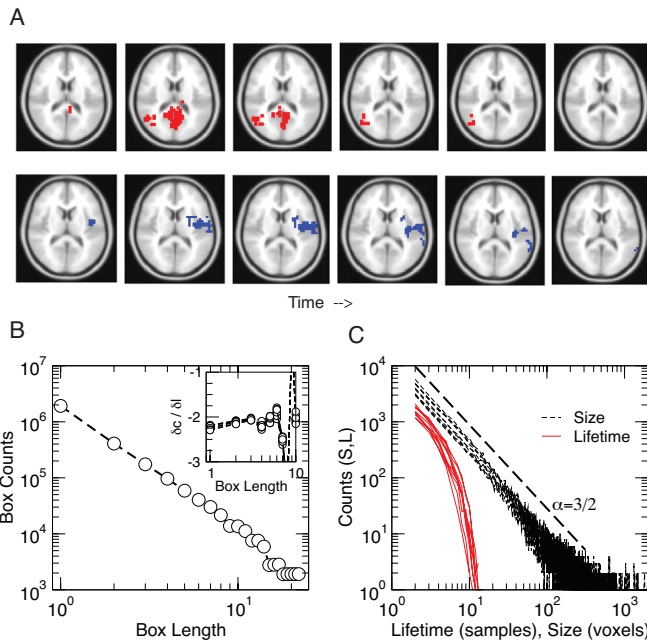 A
Time -->
B
Box Counts
10^7
10^6
10^5
10^4
10^3
10^0
10^1
Box Length
δc / δl
-1
-2
-3
1
10
Box Length
C
Counts (S,L)
10^4
10^3
10^2
10^1
10^0
10^0
10^1
10^2
10^3
Lifetime (samples), Size (voxels)
Size
Lifetime
α=3/2